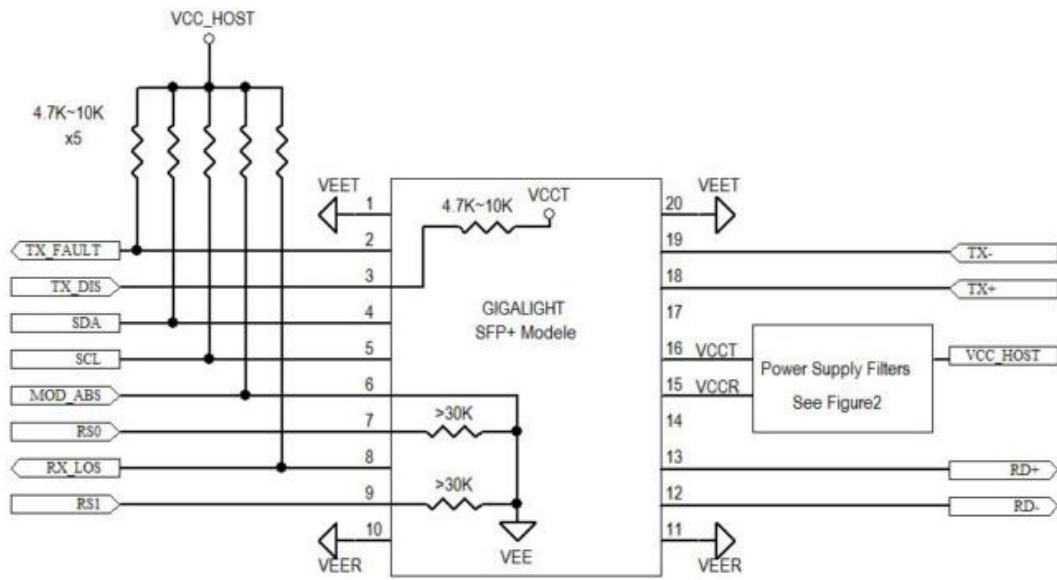 VCC_HOST
4.7K~10K
x5
VEET
1
4.7K~10K
VCCT
20
VEET
TX_FAULT
2
19
TX-
TX_DIS
3
18
TX+
SDA
4
GIGALIGHT
SFP+ Modele
17
SCL
5
16
VCCT
Power Supply Filters
See Figure2
VCC_HOST
MOD_ABS
6
15
VCCR
RS0
7
>30K
14
RX_LOS
8
13
RD+
RS1
9
>30K
12
RD-
10
VEER
VEE
11
VEER